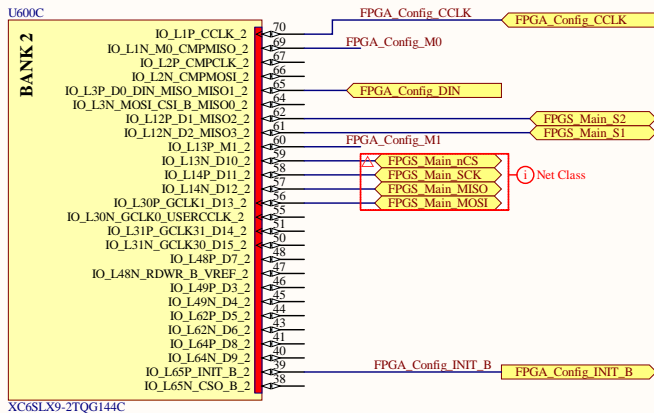 U600C
BANK 2
IO_L1P_CCLK_2 70 FPGA_Config_CCLK FPGA_Config_CCLK
IO_L1N_M0_CMPMISO_2 69 FPGA_Config_M0
IO_L2P_CMPCLK_2 67
IO_L2N_CMPMOSI_2 66
IO_L3P_D0_DIN_MISO_MISO1_2 65 FPGA_Config_DIN
IO_L3N_MOSI_CSI_B_MISO0_2 64
IO_L12P_D1_MISO2_2 62 FPGS_Main_S2
IO_L12N_D2_MISO3_2 61 FPGS_Main_S1
IO_L13P_M1_2 60 FPGA_Config_M1
IO_L13N_D10_2 59 FPGS_Main_nCS
IO_L14P_D11_2 58 FPGS_Main_SCK i Net Class
IO_L14N_D12_2 57 FPGS_Main_MISO
IO_L30P_GCLK1_D13_2 56 FPGS_Main_MOSI
IO_L30N_GCLK0_USERCCLK_2 55
IO_L31P_GCLK31_D14_2 51
IO_L31N_GCLK30_D15_2 50
IO_L48P_D7_2 48
IO_L48N_RDWR_B_VREF_2 47
IO_L49P_D3_2 46
IO_L49N_D4_2 45
IO_L62P_D5_2 44
IO_L62N_D6_2 43
IO_L64P_D8_2 41
IO_L64N_D9_2 40
IO_L65P_INIT_B_2 39 FPGA_Config_INIT_B FPGA_Config_INIT_B
IO_L65N_CSO_B_2 38
XC6SLX9-2TQG144C